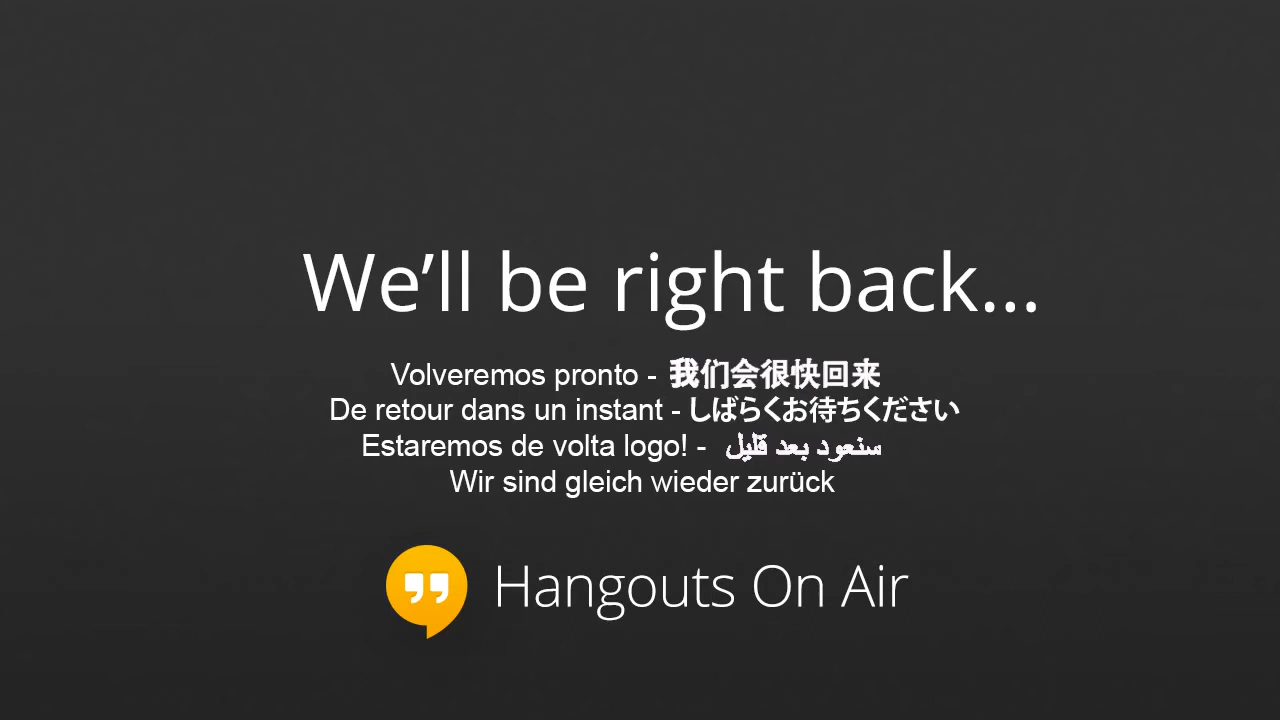 We’ll be right back...
Volveremos pronto - 我们会很快回来
De retour dans un instant - しばらくお待ちください
Estaremos de volta logo! - سنعود بعد قليل
Wir sind gleich wieder zurück
Hangouts On Air